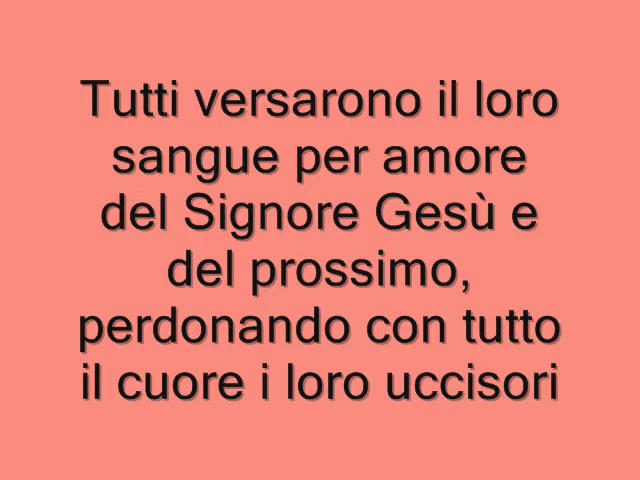 Tutti versarono il loro
sangue per amore
del Signore Gesù e
del prossimo,
perdonando con tutto
il cuore i loro uccisori